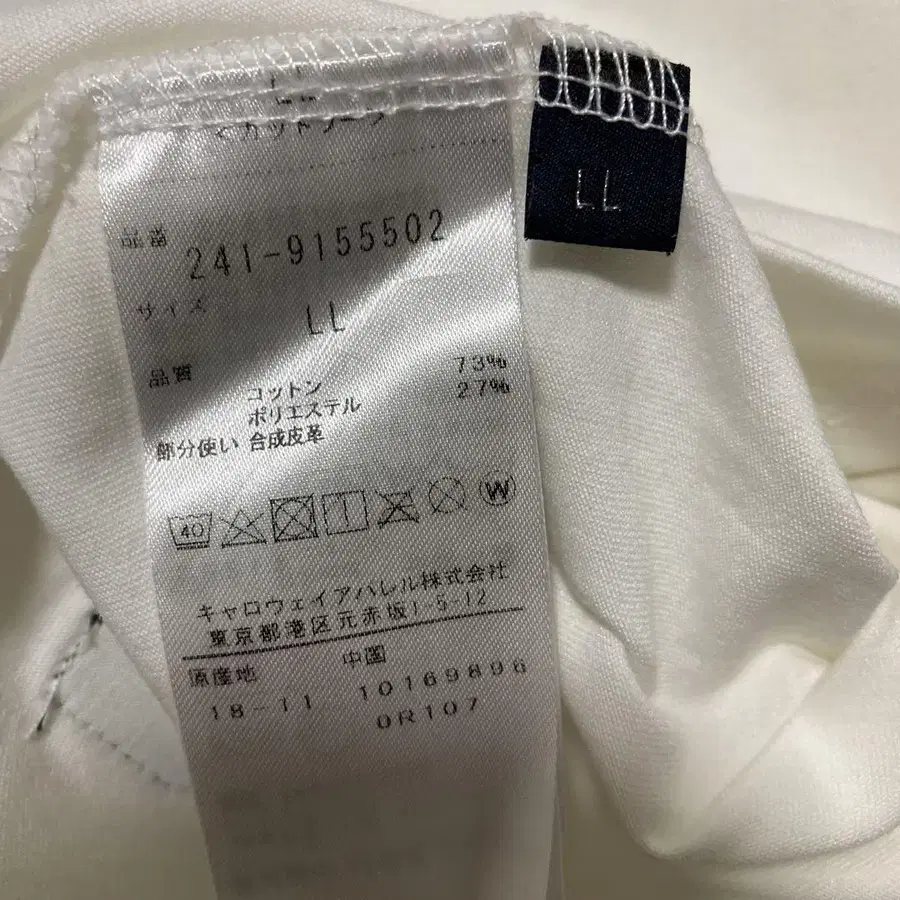 カットソー
LL
品番
241-9155502
サイズ
LL
品質
コットン 73%
ポリエステル 27%
部分使い 合成皮革
40
W
キャロウェイアパレル株式会社
東京都港区元赤坂1-5-12
原産地 中国
18-11 10169896
0R107